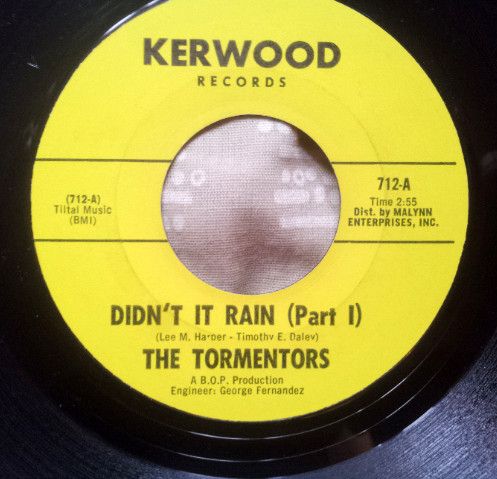 KERWOOD
RECORDS
(712-A)
Tiltal Music
(BMI)
712-A
Time 2:55
Dist. by MALYNN
ENTERPRISES, INC.
DIDN'T IT RAIN (Part I)
(Lee M. Harper - Timothy E. Daley)
THE TORMENTORS
A B.O.P. Production
Engineer: George Fernandez